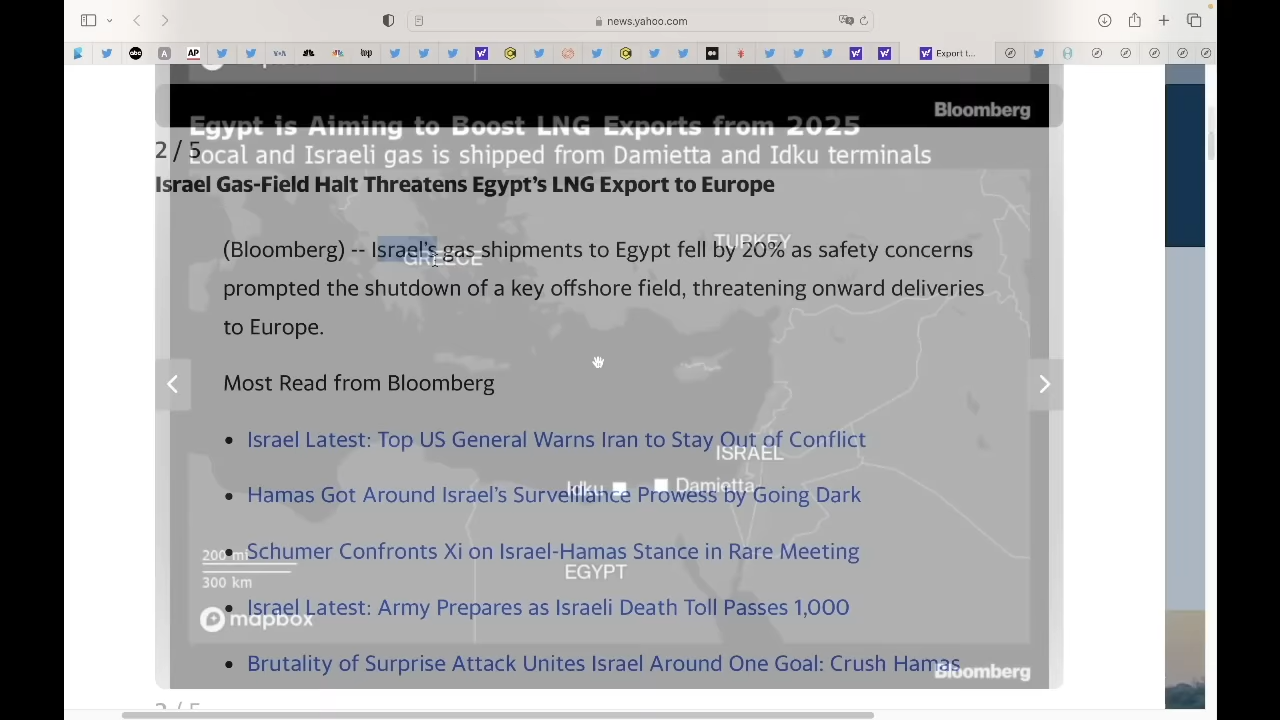 news.yahoo.com
Export t...
Bloomberg
Egypt is Aiming to Boost LNG Exports from 2025
2 / 5
Local and Israeli gas is shipped from Damietta and Idku terminals
Israel Gas-Field Halt Threatens Egypt's LNG Export to Europe
TURKEY
(Bloomberg) -- Israel's gas shipments to Egypt fell by 20% as safety concerns
GREECE
prompted the shutdown of a key offshore field, threatening onward deliveries
to Europe.
Most Read from Bloomberg
• Israel Latest: Top US General Warns Iran to Stay Out of Conflict
ISRAEL
Idku
Damietta
• Hamas Got Around Israel's Surveillance Prowess by Going Dark
200 mi
• Schumer Confronts Xi on Israel-Hamas Stance in Rare Meeting
EGYPT
300 km
• Israel Latest: Army Prepares as Israeli Death Toll Passes 1,000
mapbox
• Brutality of Surprise Attack Unites Israel Around One Goal: Crush Hamas
Bloomberg